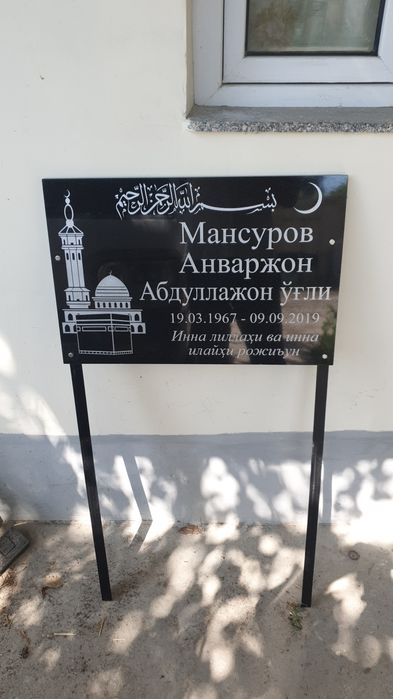 بسم الله الرحمن الرحيم
Мансуров
Анваржон
Абдуллажон ўғли
19.03.1967 - 09.09.2019
Инна лиллаҳи ва инна
илайҳи рожиъун